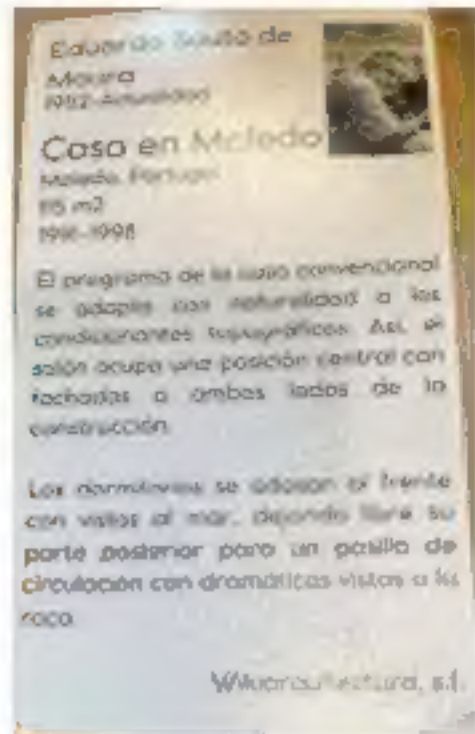 Eduardo Souto de
Moura
1952-Actualidad
Casa en Moledo
Moledo, Portugal
115 m2
1991-1998
El programa de la casa convencional
se adapta con naturalidad a las
condicionantes topográficas. Así, el
salón ocupa una posición central con
fachadas a ambos lados de la
construcción.
Los dormitorios se adosan al frente
con vistas al mar, dejando libre su
parte posterior para un pasillo de
circulación con dramáticas vistas a la
roca.
Wikiarquitectura, s.f.